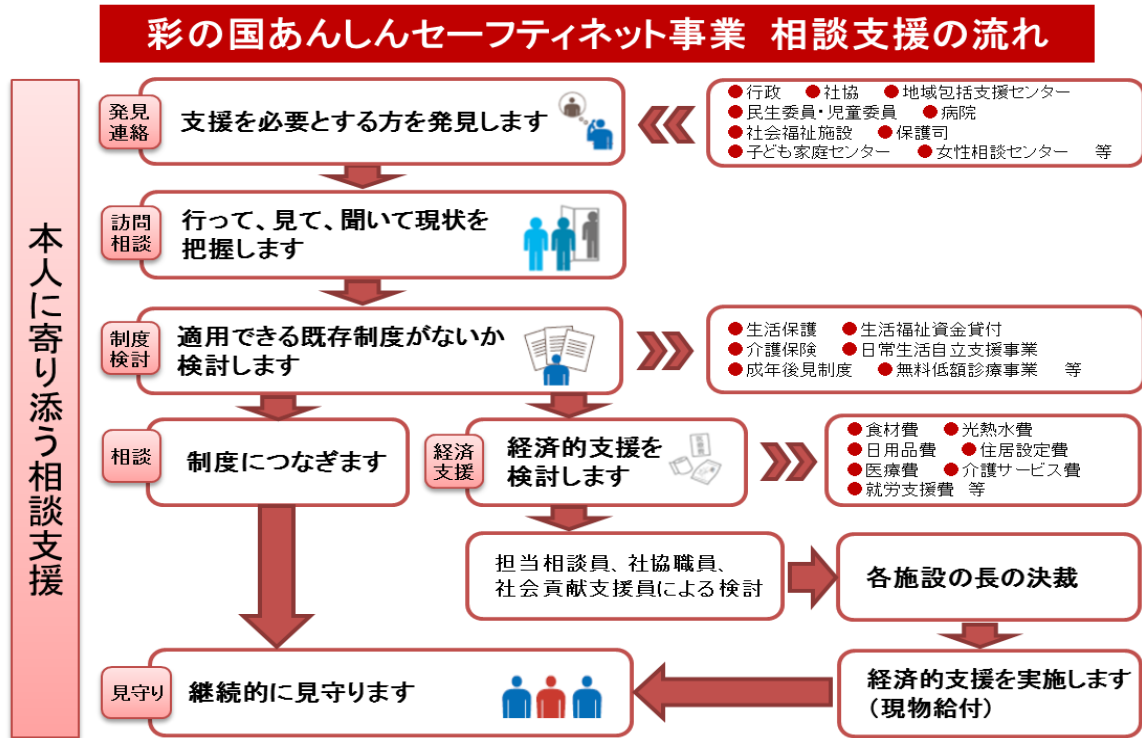 彩の国あんしんセーフティネット事業 相談支援の流れ
本人に寄り添う相談支援
発見
連絡
支援を必要とする方を発見します
●行政 ●社協 ●地域包括支援センター
●民生委員・児童委員 ●病院
●社会福祉施設 ●保護司
●子ども家庭センター ●女性相談センター 等
訪問
相談
行って、見て、聞いて現状を
把握します
制度
検討
適用できる既存制度がないか
検討します
●生活保護 ●生活福祉資金貸付
●介護保険 ●日常生活自立支援事業
●成年後見制度 ●無料低額診療事業 等
相談
制度につなぎます
経済
支援
経済的支援を
検討します
●食材費 ●光熱水費
●日用品費 ●住居設定費
●医療費 ●介護サービス費
●就労支援費 等
担当相談員、社協職員、
社会貢献支援員による検討
各施設の長の決裁
見守り
継続的に見守ります
経済的支援を実施します
(現物給付)